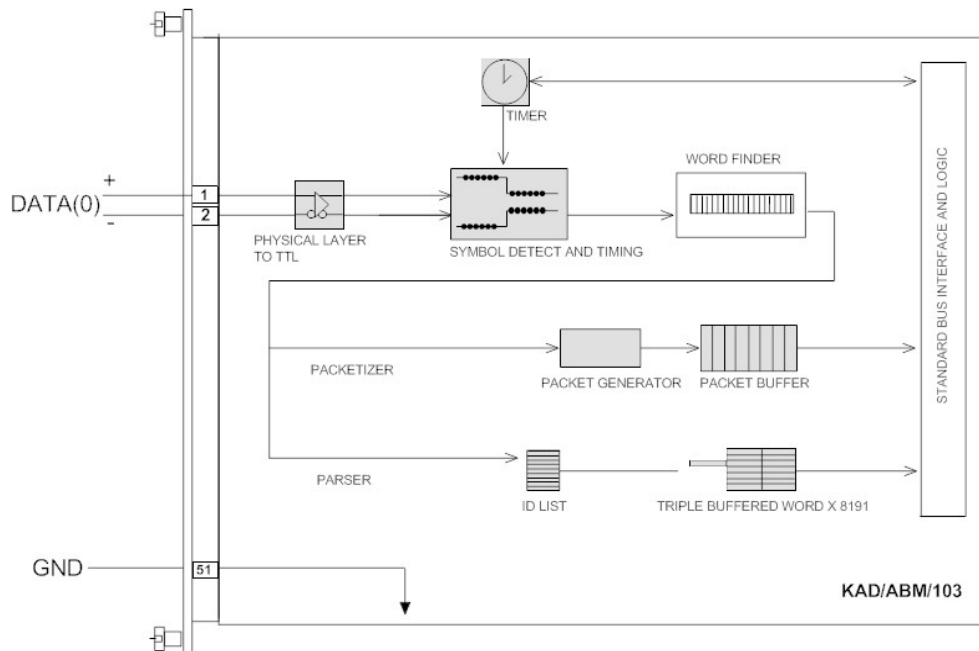 TIMER
WORD FINDER
+
DATA(0)
-
1
2
PHYSICAL LAYER
TO TTL
SYMBOL DETECT AND TIMING
STANDARD BUS INTERFACE AND LOGIC
PACKETIZER
PACKET GENERATOR
PACKET BUFFER
PARSER
ID LIST
TRIPLE BUFFERED WORD X 8191
GND
51
KAD/ABM/103